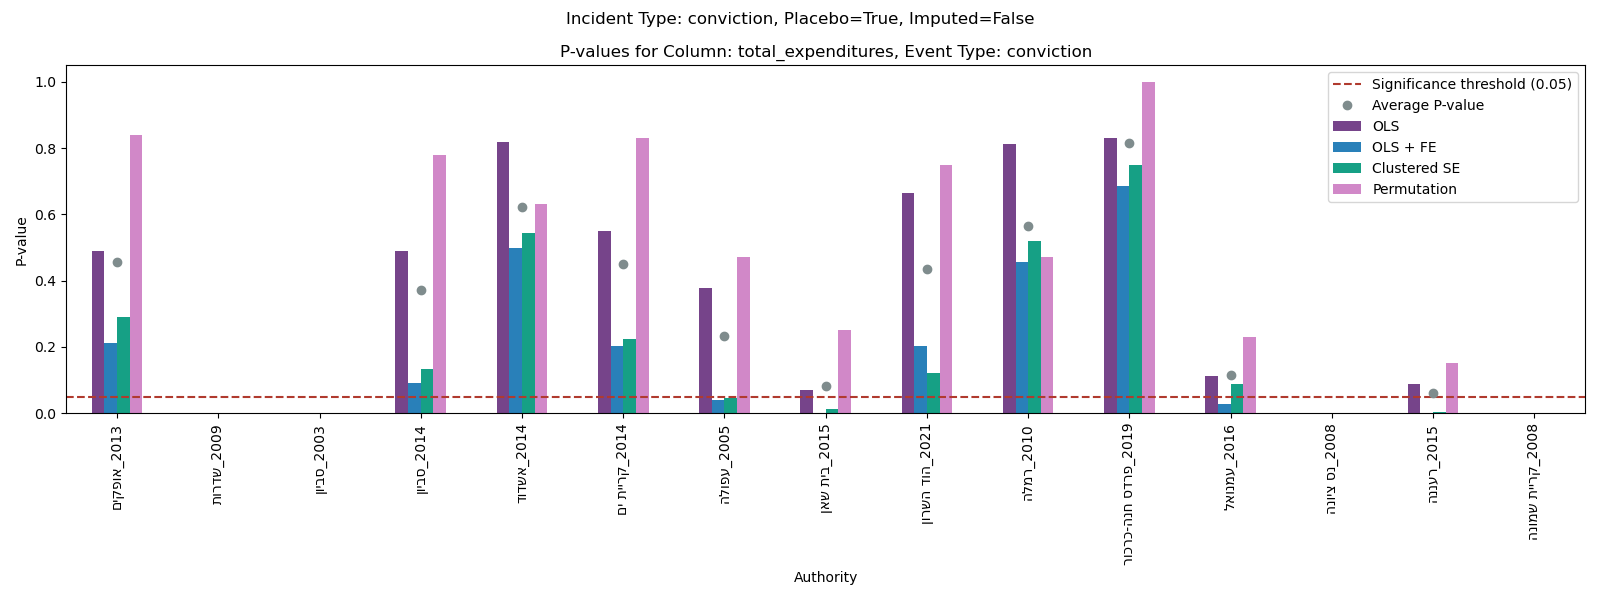 Incident Type: conviction, Placebo=True, Imputed=False
P-values for Column: total_expenditures, Event Type: conviction
Significance threshold (0.05)
Average P-value
OLS
OLS + FE
Clustered SE
Permutation
P-value
1.0
0.8
0.6
0.4
0.2
0.0
אופקים_2013
שדרות_2009
סביון_2003
סביון_2014
אשדוד_2014
קריית ים_2014
עפולה_2005
בית שאן_2015
הוד השרון_2021
רמלה_2010
פרדס חנה-כרכור_2019
עמנואל_2016
נס ציונה_2008
רעננה_2015
קריית שמונה_2008
Authority